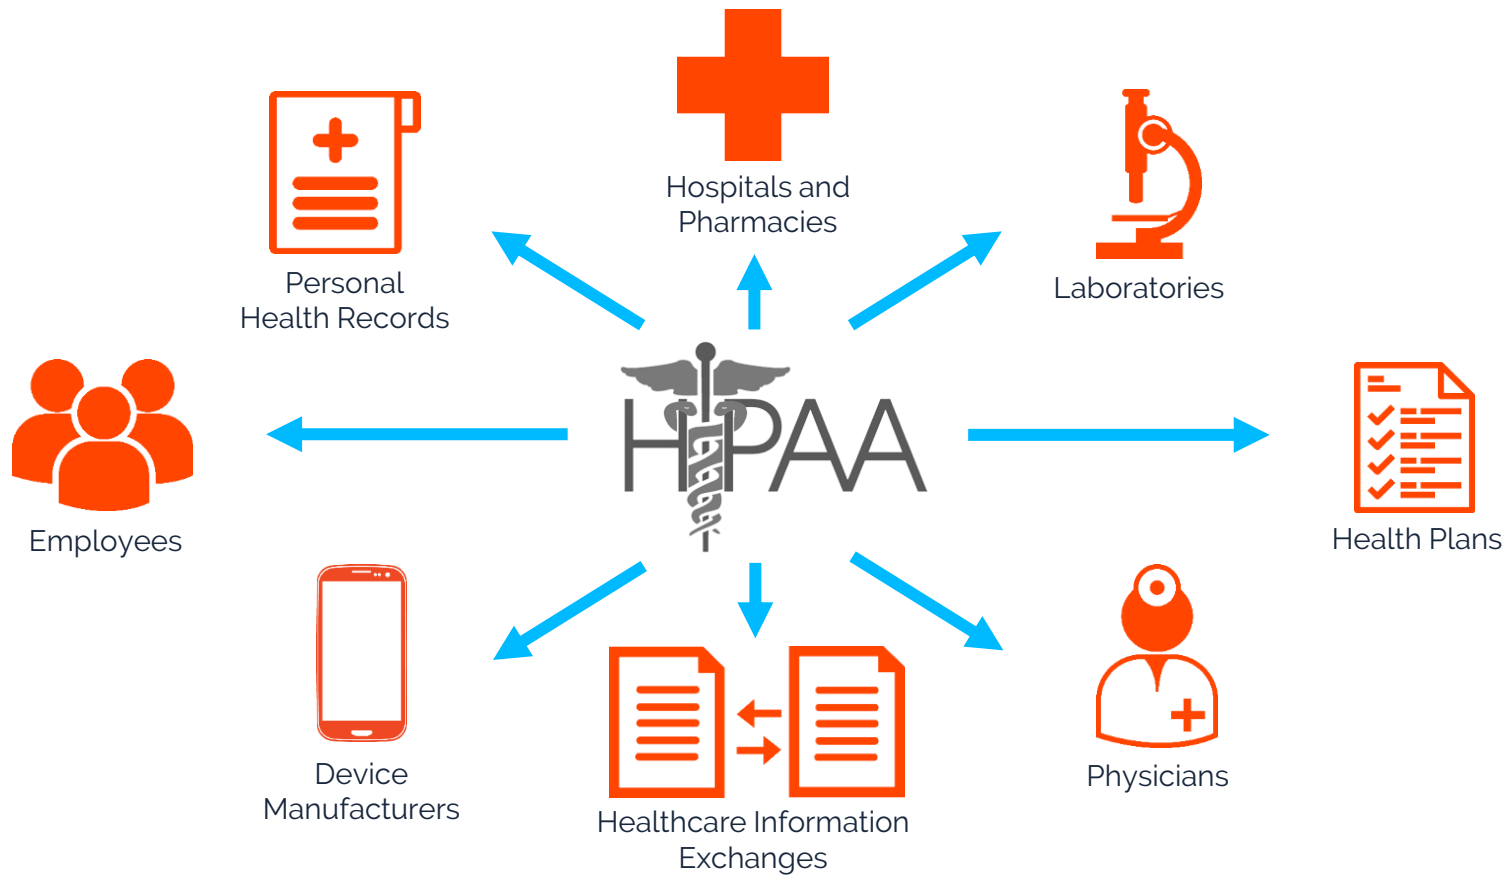 Hospitals and
Pharmacies
Personal
Health Records
Laboratories
HIPAA
Employees
Health Plans
Device
Manufacturers
Physicians
Healthcare Information
Exchanges